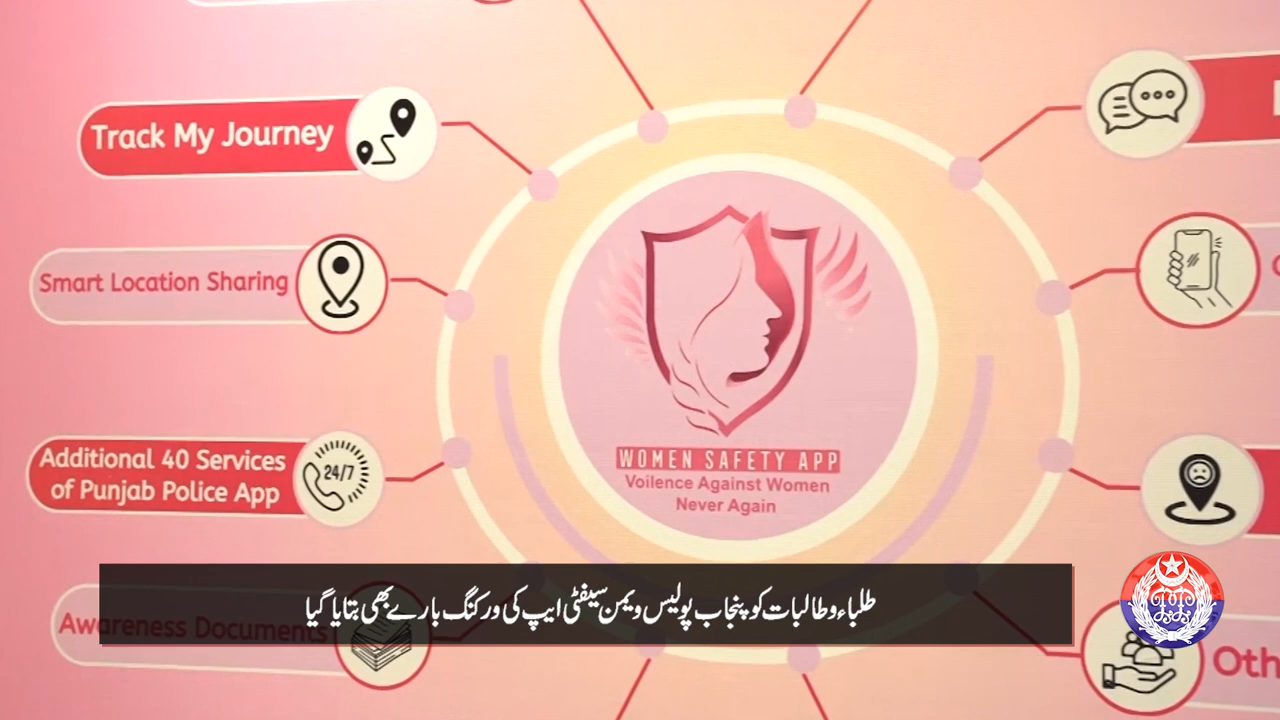 Track My Journey
Smart Location Sharing
Additional 40 Services
of Punjab Police App
24/7
Awareness Documents
WOMEN SAFETY APP
Voilence Against Women
Never Again
Oth
طلباء و طالبات کو پنجاب پولیس ویمن سیفٹی ایپ کی ورکنگ بارے بھی بتایا گیا